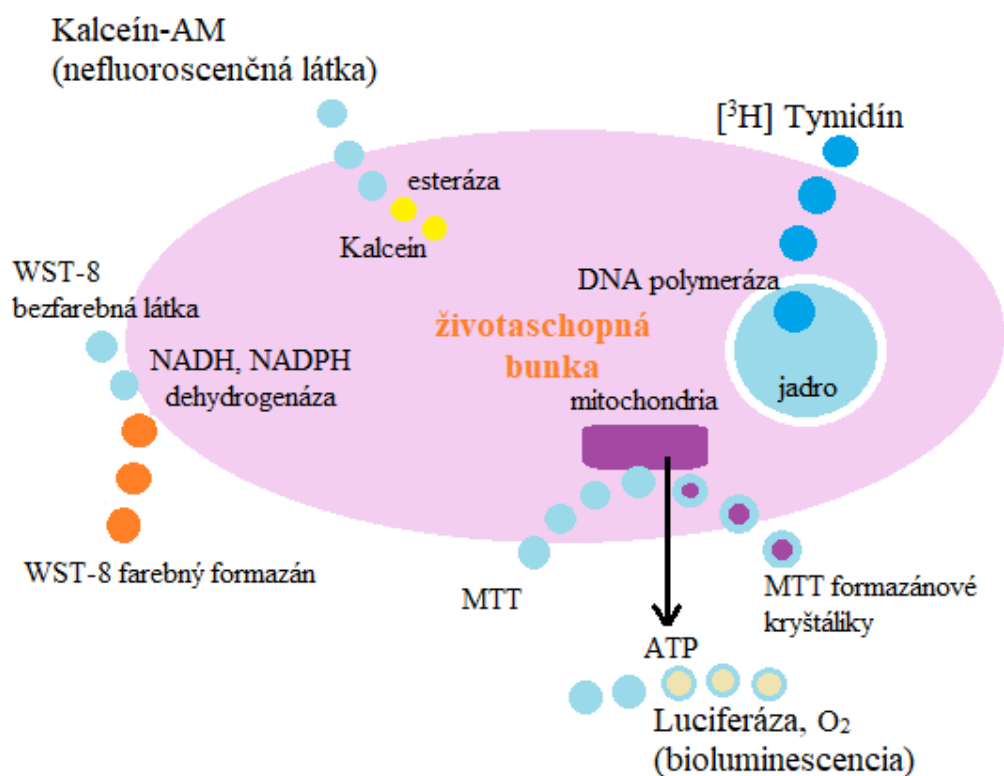 Kalceín-AM
(nefluoroscenčná látka)
[³H] Tymidín
esteráza
Kalceín
WST-8
bezfarebná látka
DNA polymeráza
životaschopná
bunka
NADH, NADPH
dehydrogenáza
jadro
mitochondria
WST-8 farebný formazán
MTT
MTT formazánové
kryštáliky
ATP
Luciferáza, O₂
(bioluminescencia)